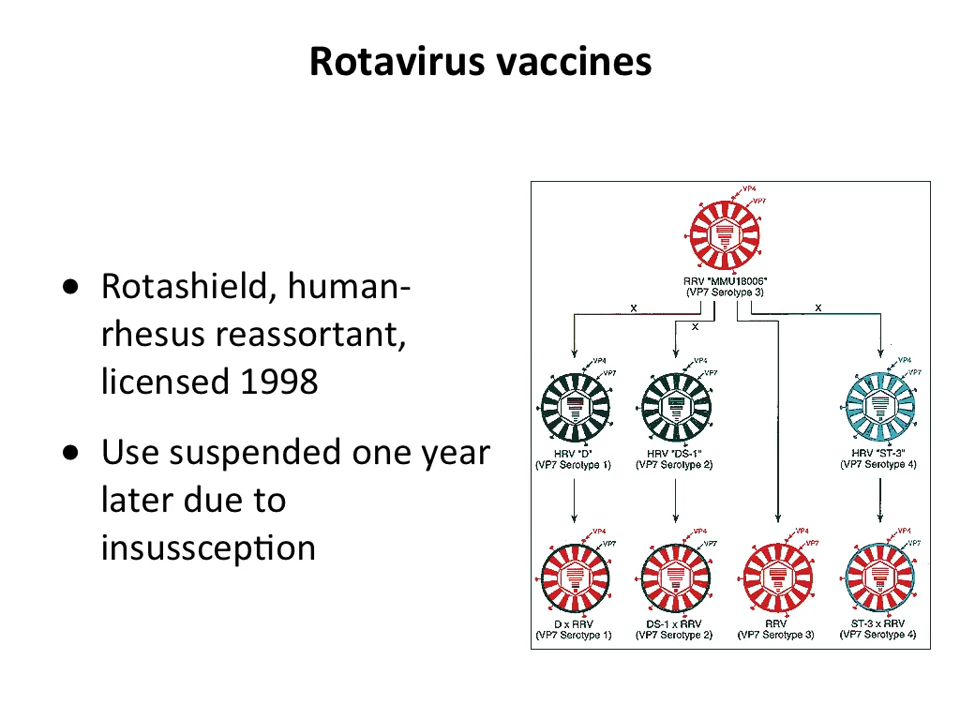 Rotavirus vaccines
• Rotashield, human-
rhesus reassortant,
licensed 1998
• Use suspended one year
later due to
insussception
VP4
VP7
RRV "MMU18006"
(VP7 Serotype 3)
X X
X
VP4 VP4 VP4
VP7 VP7 VP7
HRV "D" HRV "DS-1" HRV "ST-3"
(VP7 Serotype 1) (VP7 Serotype 2) (VP7 Serotype 4)
VP4 VP4 VP4 VP4
VP7 VP7 VP7 VP7
D x RRV DS-1 x RRV RRV ST-3 x RRV
(VP7 Serotype 1) (VP7 Serotype 2) (VP7 Serotype 3) (VP7 Serotype 4)